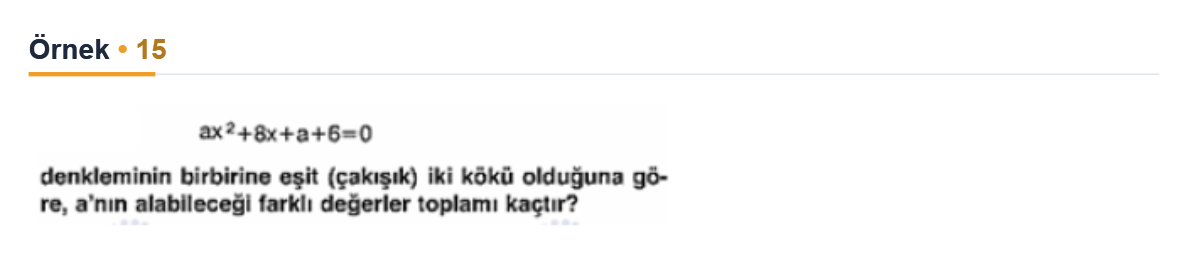 Örnek • 15
ax²+8x+a+6=0
denkleminin birbirine eşit (çakışık) iki kökü olduğuna gö-
re, a'nın alabileceği farklı değerler toplamı kaçtır?